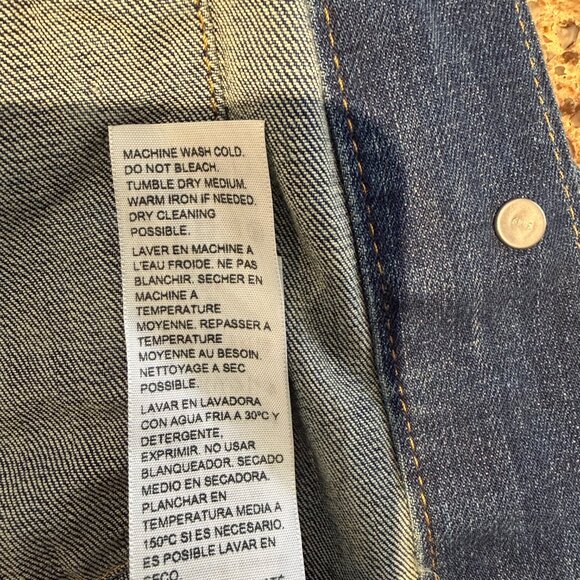 MACHINE WASH COLD.
DO NOT BLEACH.
TUMBLE DRY MEDIUM.
WARM IRON IF NEEDED.
DRY CLEANING
POSSIBLE.
LAVER EN MACHINE A
L'EAU FROIDE. NE PAS
BLANCHIR. SECHER EN
MACHINE A
TEMPERATURE
MOYENNE. REPASSER A
TEMPERATURE
MOYENNE AU BESOIN.
NETTOYAGE A SEC
POSSIBLE.
LAVAR EN LAVADORA
CON AGUA FRIA A 30ºC Y
DETERGENTE,
EXPRIMIR. NO USAR
BLANQUEADOR. SECADO
MEDIO EN SECADORA.
PLANCHAR EN
TEMPERATURA MEDIA A
150ºC SI ES NECESARIO.
ES POSIBLE LAVAR EN
SECO.